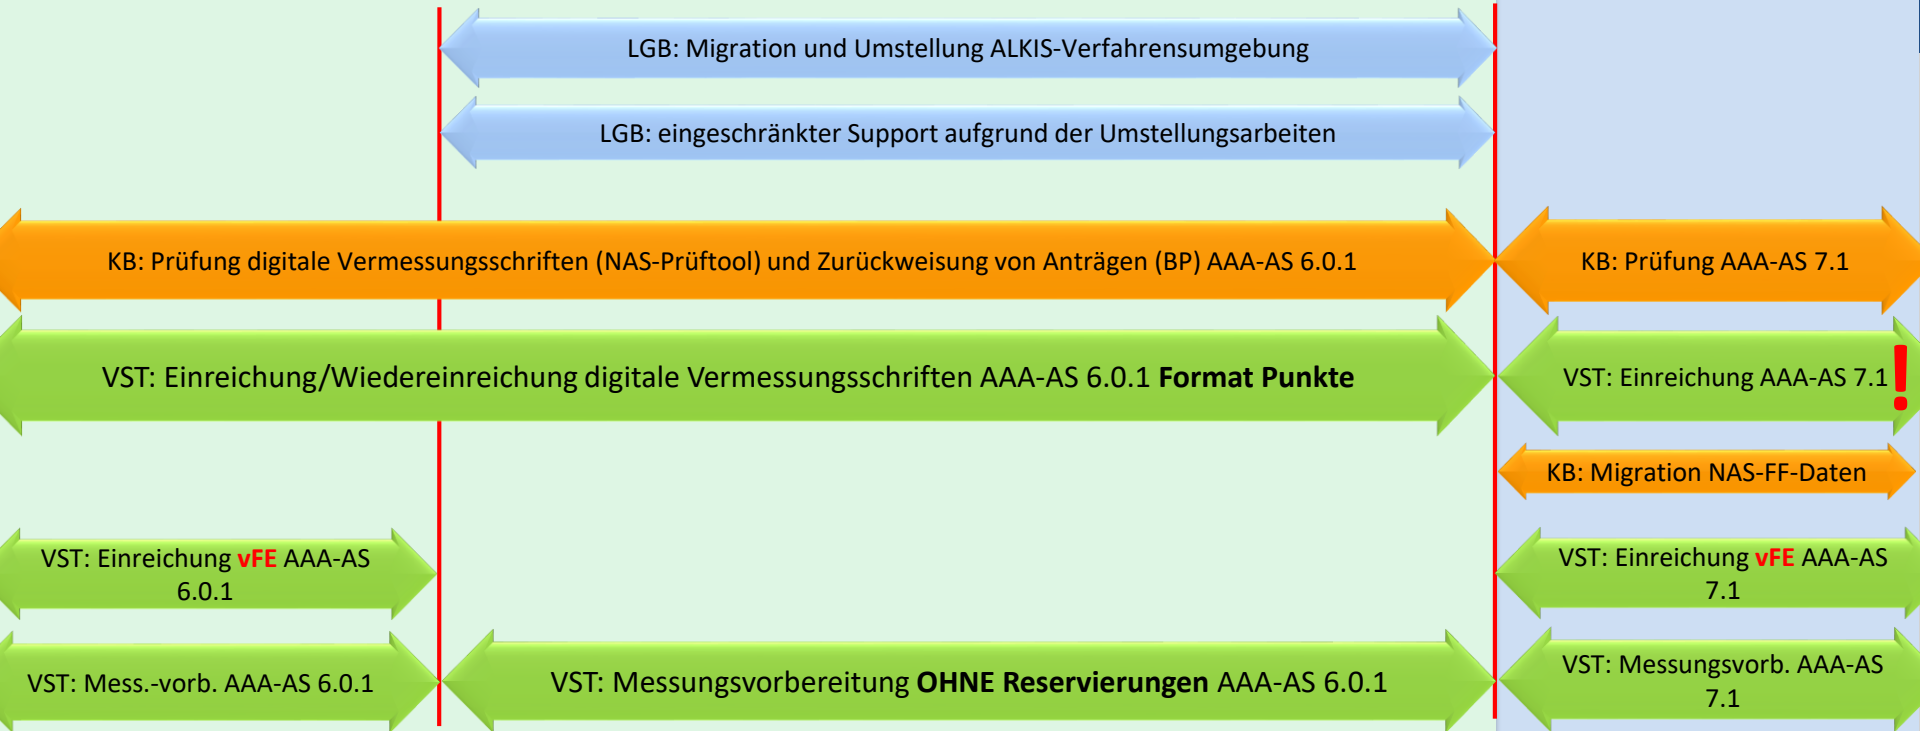 LGB: Migration und Umstellung ALKIS-Verfahrensumgebung
LGB: eingeschränkter Support aufgrund der Umstellungsarbeiten
KB: Prüfung digitale Vermessungsschriften (NAS-Prüftool) und Zurückweisung von Anträgen (BP) AAA-AS 6.0.1
KB: Prüfung AAA-AS 7.1
VST: Einreichung/Wiedereinreichung digitale Vermessungsschriften AAA-AS 6.0.1 Format Punkte
VST: Einreichung AAA-AS 7.1
!
KB: Migration NAS-FF-Daten
VST: Einreichung vFE AAA-AS
6.0.1
VST: Einreichung vFE AAA-AS
7.1
VST: Mess.-vorb. AAA-AS 6.0.1
VST: Messungsvorbereitung OHNE Reservierungen AAA-AS 6.0.1
VST: Messungsvorb. AAA-AS
7.1